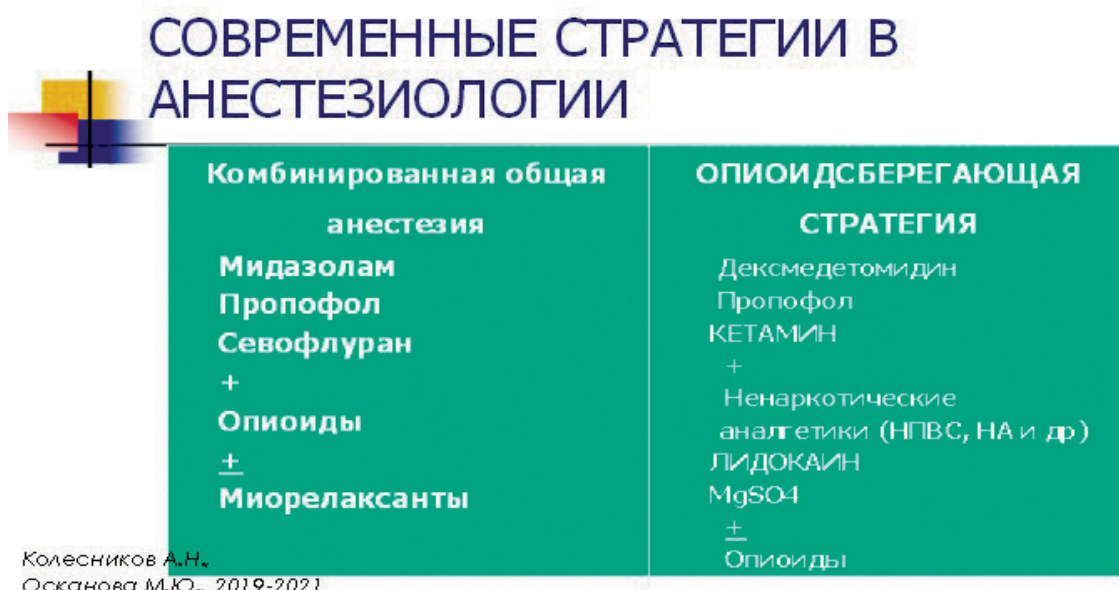 СОВРЕМЕННЫЕ СТРАТЕГИИ В
АНЕСТЕЗИОЛОГИИ
Комбинированная общая
анестезия
Мидазолам
Пропофол
Севофлуран
+
Опиоиды
±
Миорелаксанты
ОПИОИДСБЕРЕГАЮЩАЯ
СТРАТЕГИЯ
Дексмедетомидин
Пропофол
КЕТАМИН
+
Ненаркотические
аналгетики (НПВС, НА и др)
ЛИДОКАИН
MgSO4
±
Опиоиды
Колесников А.Н.,
Осканова М.Ю., 2019-2021